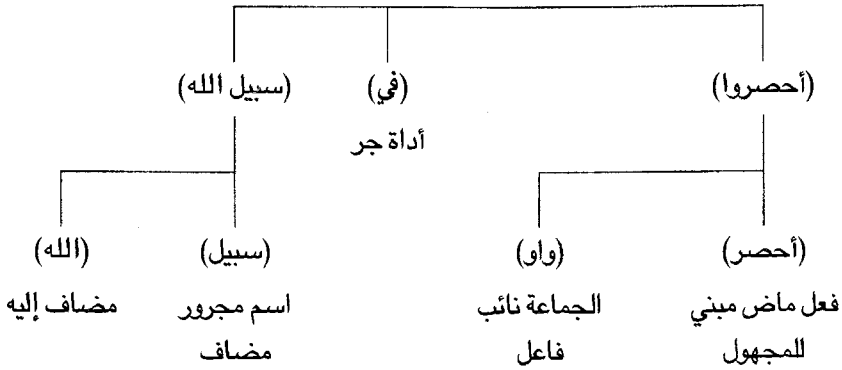 (أحصروا) (في) (سبيل الله)
أداة جر
(أحصر) (واو) (سبيل) (الله)
فعل ماض مبني الجماعة نائب اسم مجرور مضاف إليه
للمجهول فاعل مضاف